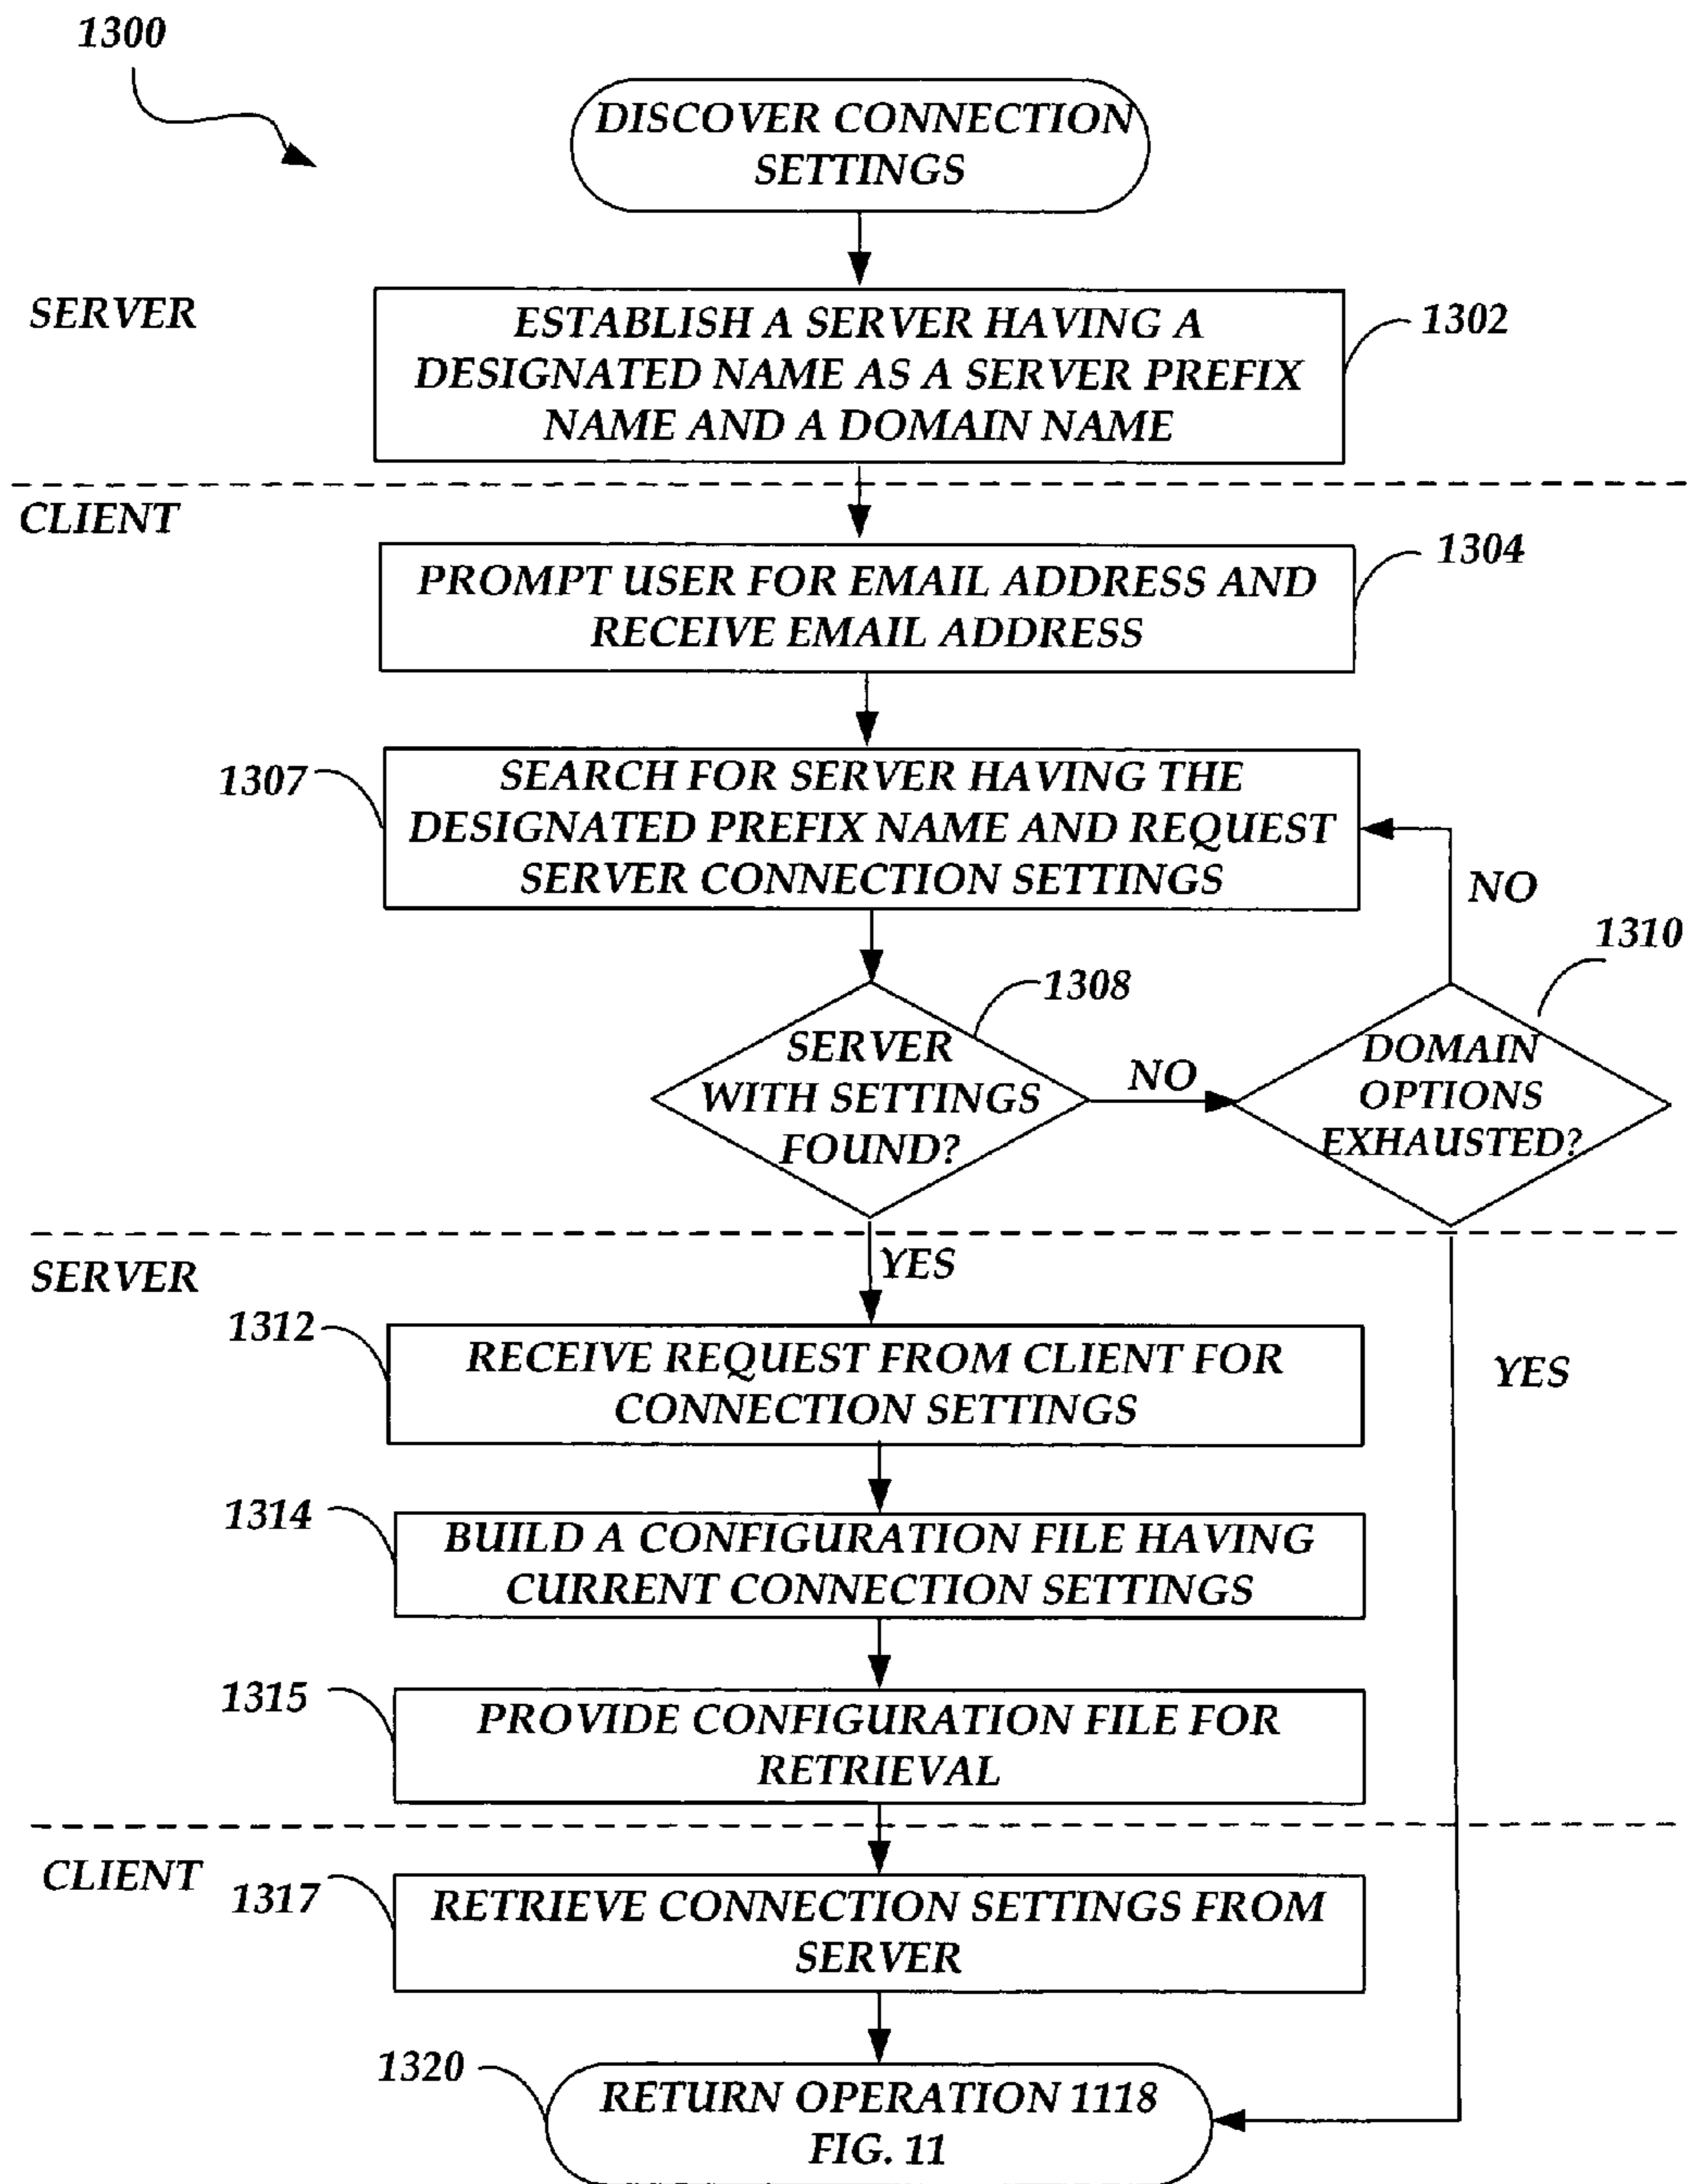 1300
DISCOVER CONNECTION
SETTINGS
SERVER
ESTABLISH A SERVER HAVING A
DESIGNATED NAME AS A SERVER PREFIX
NAME AND A DOMAIN NAME
1302
CLIENT
PROMPT USER FOR EMAIL ADDRESS AND
RECEIVE EMAIL ADDRESS
1304
1307
SEARCH FOR SERVER HAVING THE
DESIGNATED PREFIX NAME AND REQUEST
SERVER CONNECTION SETTINGS
NO
1310
1308
SERVER
WITH SETTINGS
FOUND?
NO
DOMAIN
OPTIONS
EXHAUSTED?
SERVER
YES
1312
RECEIVE REQUEST FROM CLIENT FOR
CONNECTION SETTINGS
YES
1314
BUILD A CONFIGURATION FILE HAVING
CURRENT CONNECTION SETTINGS
1315
PROVIDE CONFIGURATION FILE FOR
RETRIEVAL
CLIENT
1317
RETRIEVE CONNECTION SETTINGS FROM
SERVER
1320
RETURN OPERATION 1118
FIG. 11